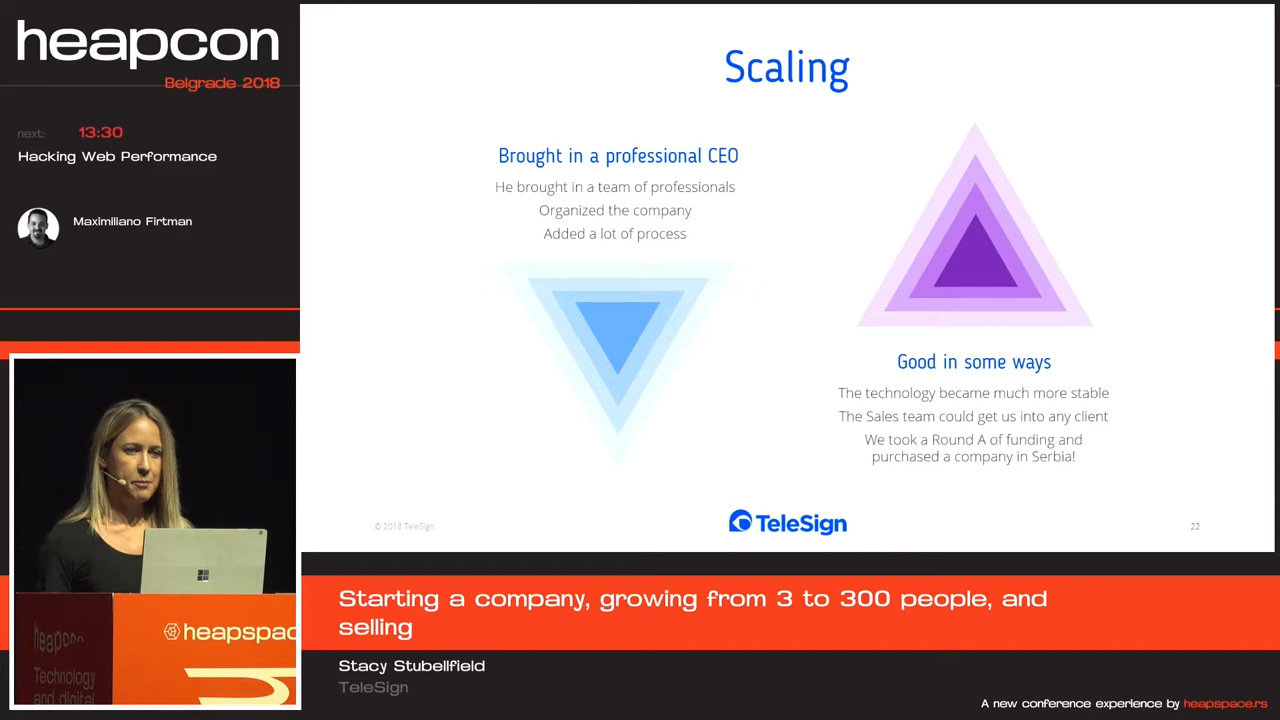 heapcon
Belgrade 2018
next: 13:30
Hacking Web Performance
Maximiliano Firtman
Scaling
Brought in a professional CEO
He brought in a team of professionals
Organized the company
Added a lot of process
Good in some ways
The technology became much more stable
The Sales team could get us into any client
We took a Round A of funding and
purchased a company in Serbia!
© 2018 TeleSign
TeleSign
22
heapspac
heapco
Technology
and digital
Starting a company, growing from 3 to 300 people, and
selling
Stacy Stubellfield
TeleSign
A new conference experience by heapspace.rs